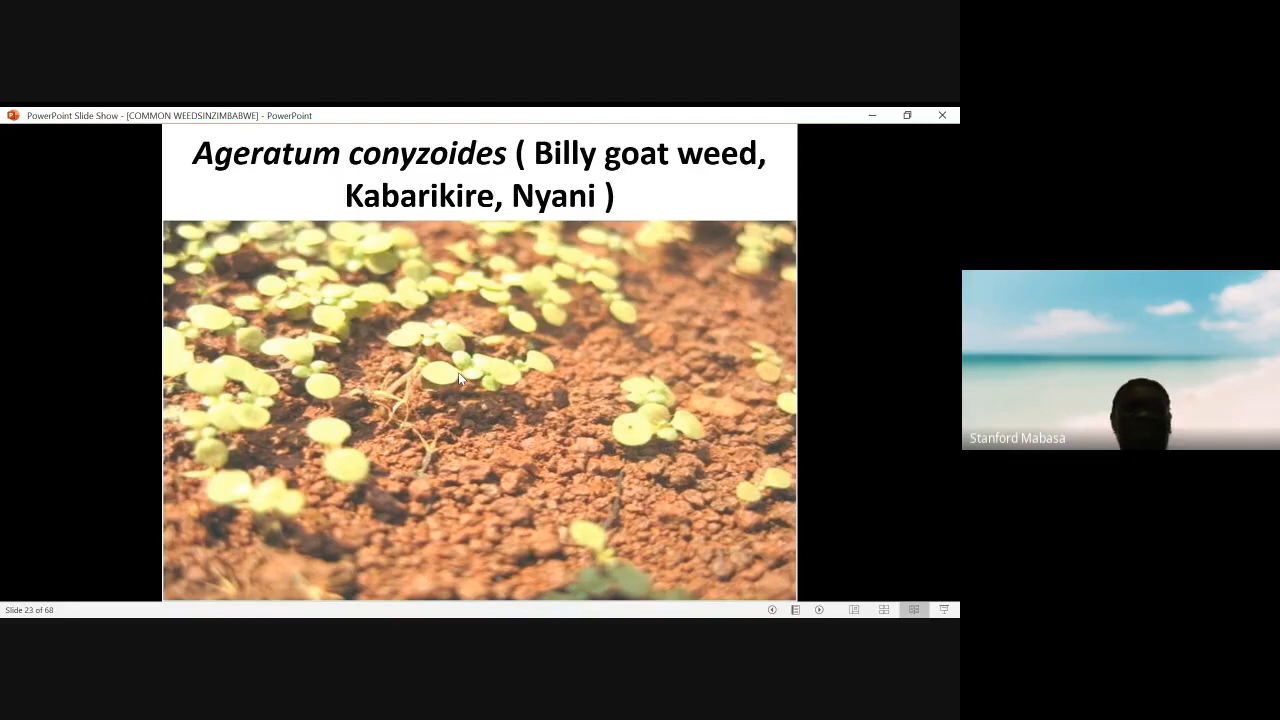 PowerPoint Slide Show - [COMMON WEEDSINZIMBABWE] - PowerPoint
Ageratum conyzoides ( Billy goat weed,
Kabarikire, Nyani )
Stanford Mabasa
Slide 23 of 68